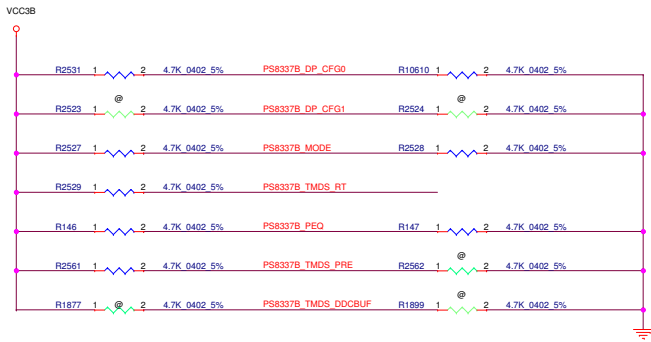 VCC3B
R2531 1 2 4.7K_0402_5% PS8337B_DP_CFG0 R10610 1 2 4.7K_0402_5%
@ @
R2523 1 2 4.7K_0402_5% PS8337B_DP_CFG1 R2524 1 2 4.7K_0402_5%
R2527 1 2 4.7K_0402_5% PS8337B_MODE R2528 1 2 4.7K_0402_5%
R2529 1 2 4.7K_0402_5% PS8337B_TMDS_RT
R146 1 2 4.7K_0402_5% PS8337B_PEQ R147 1 2 4.7K_0402_5%
@
R2561 1 2 4.7K_0402_5% PS8337B_TMDS_PRE R2562 1 2 4.7K_0402_5%
@
R1877 1 @ 2 4.7K_0402_5% PS8337B_TMDS_DDCBUF R1899 1 2 4.7K_0402_5%